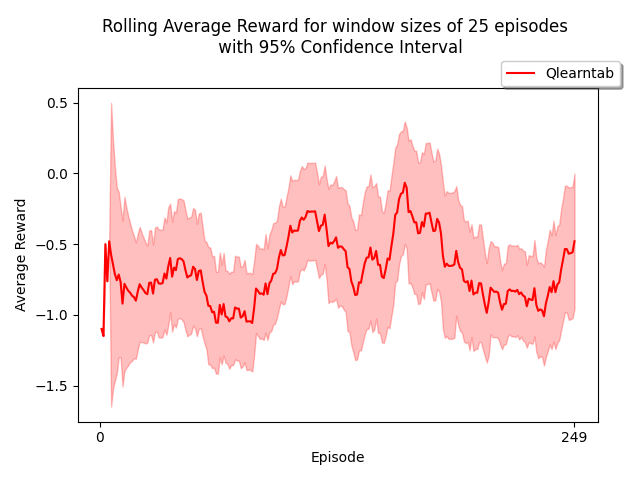 Rolling Average Reward for window sizes of 25 episodes
with 95% Confidence Interval
Qlearntab
0.5
0.0
−0.5
−1.0
−1.5
Average Reward
0
249
Episode